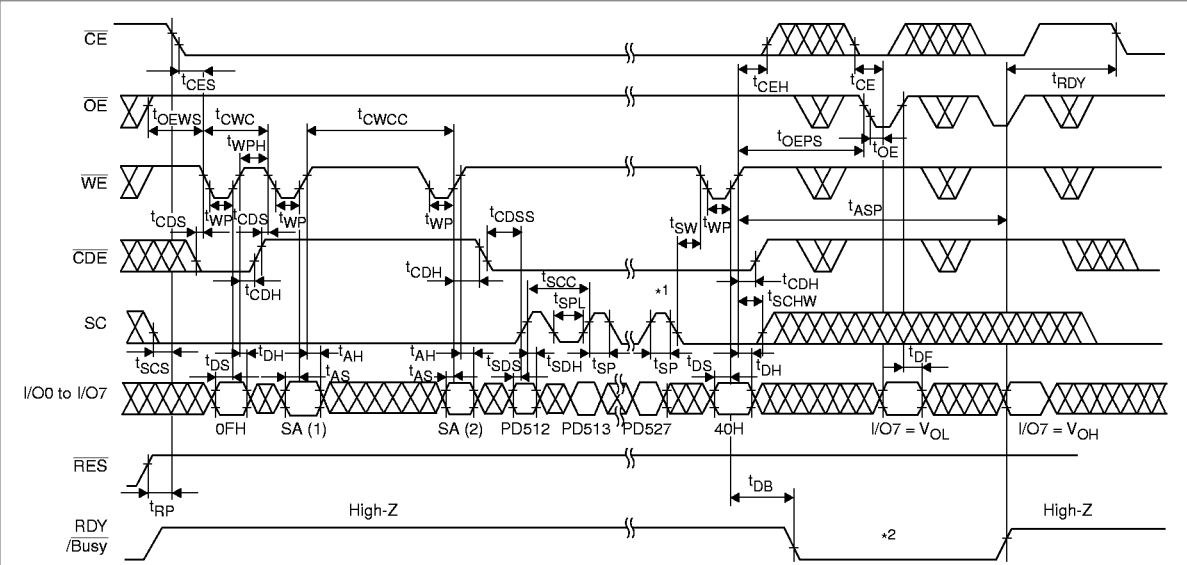 CE
tCES
tCEH
tCE
tRDY
OE
tOEWS
tCWC
tCWCC
tWPH
tOEPS
tOE
WE
tCDS
tWP
tCDS
tWP
tWP
tCDSS
tSW
tWP
tASP
CDE
tCDH
tCDH
tSCC
tSPL
*1
tCDH
tSCHW
SC
tSCS
tDS
tDH
tAH
tAS
tAH
tAS
tSDS
tSDH
tSP
tSP
tDS
tDH
tDF
I/O0 to I/O7
0FH
SA (1)
SA (2)
PD512
PD513
PD527
40H
I/O7 = VOL
I/O7 = VOH
RES
tRP
tDB
High-Z
High-Z
RDY
/Busy
*2